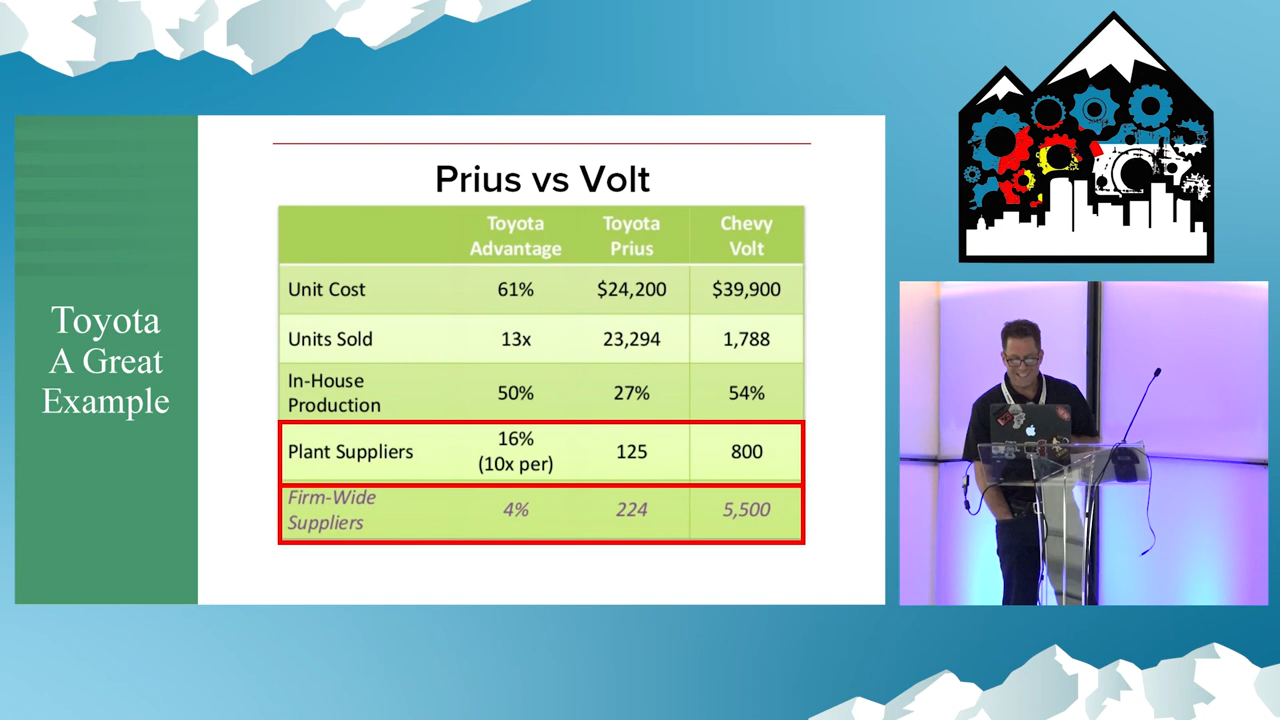 Toyota
A Great
Example
Prius vs Volt
Toyota Advantage Toyota Prius Chevy Volt
Unit Cost 61% $24,200 $39,900
Units Sold 13x 23,294 1,788
In-House Production 50% 27% 54%
Plant Suppliers 16% (10x per) 125 800
Firm-Wide Suppliers 4% 224 5,500